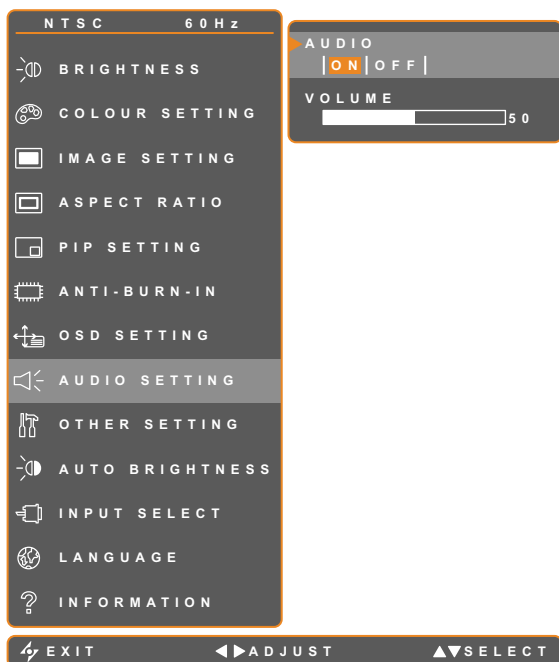 NTSC 60Hz
BRIGHTNESS
COLOUR SETTING
IMAGE SETTING
ASPECT RATIO
PIP SETTING
ANTI-BURN-IN
OSD SETTING
AUDIO SETTING
OTHER SETTING
AUTO BRIGHTNESS
INPUT SELECT
LANGUAGE
INFORMATION
AUDIO
ON OFF
VOLUME
50
EXIT ADJUST SELECT